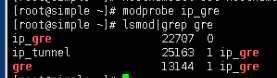 [root@simple ~]# modprobe ip_gre
[root@simple ~]# lsmod|grep gre
ip_gre 22707 0
ip_tunnel 25163 1 ip_gre
gre 13144 1 ip_gre
[root@simple ~]#